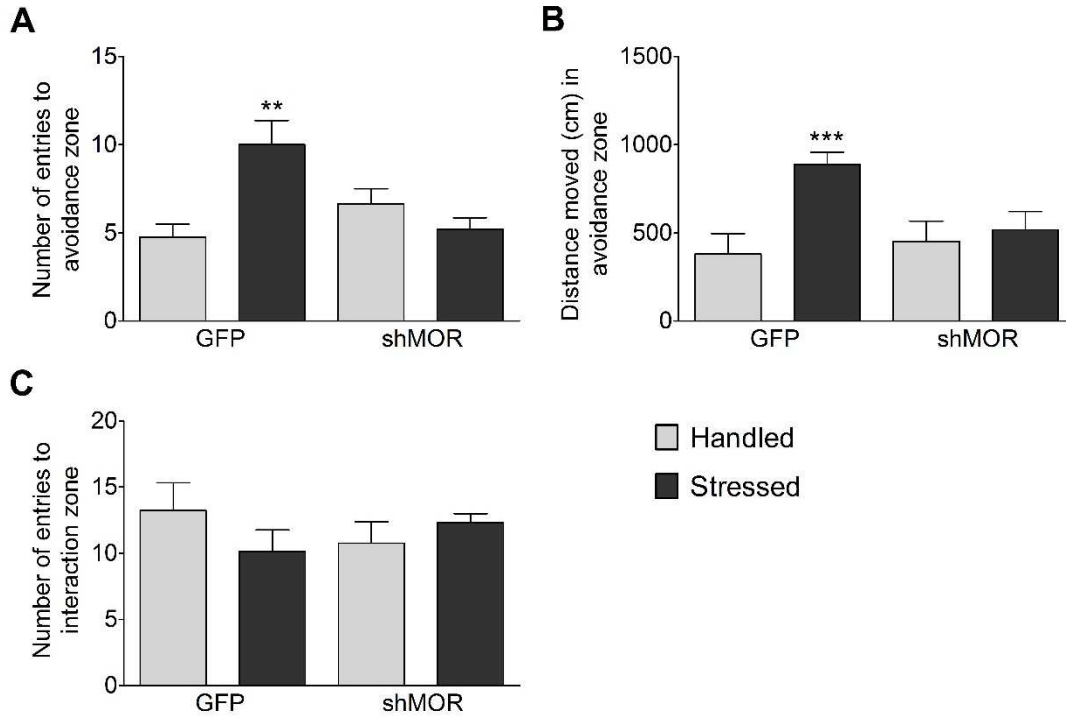 A
Number of entries to
avoidance zone
15
10
5
0
**
GFP
shMOR
B
Distance moved (cm) in
avoidance zone
1500
1000
500
0
***
GFP
shMOR
C
Number of entries to
interaction zone
20
15
10
5
0
GFP
shMOR
Handled
Stressed